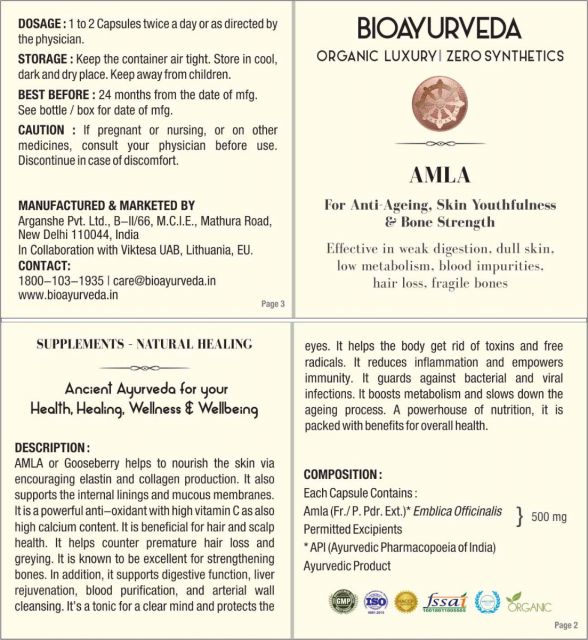 DOSAGE : 1 to 2 Capsules twice a day or as directed by
the physician.
STORAGE : Keep the container air tight. Store in cool,
dark and dry place. Keep away from children.
BEST BEFORE : 24 months from the date of mfg.
See bottle / box for date of mfg.
CAUTION : If pregnant or nursing, or on other
medicines, consult your physician before use.
Discontinue in case of discomfort.
MANUFACTURED & MARKETED BY
Arganshe Pvt. Ltd., B–II/66, M.C.I.E., Mathura Road,
New Delhi 110044, India
In Collaboration with Viktesa UAB, Lithuania, EU.
CONTACT:
1800–103–1935 | care@bioayurveda.in
www.bioayurveda.in
Page 3
BIOAYURVEDA
ORGANIC LUXURY| ZERO SYNTHETICS
AMLA
For Anti-Ageing, Skin Youthfulness
& Bone Strength
Effective in weak digestion, dull skin,
low metabolism, blood impurities,
hair loss, fragile bones
SUPPLEMENTS - NATURAL HEALING
Ancient Ayurveda for your
Health, Healing, Wellness & Wellbeing
DESCRIPTION :
AMLA or Gooseberry helps to nourish the skin via
encouraging elastin and collagen production. It also
supports the internal linings and mucous membranes.
It is a powerful anti–oxidant with high vitamin C as also
high calcium content. It is beneficial for hair and scalp
health. It helps counter premature hair loss and
greying. It is known to be excellent for strengthening
bones. In addition, it supports digestive function, liver
rejuvenation, blood purification, and arterial wall
cleansing. It's a tonic for a clear mind and protects the
eyes. It helps the body get rid of toxins and free
radicals. It reduces inflammation and empowers
immunity. It guards against bacterial and viral
infections. It boosts metabolism and slows down the
ageing process. A powerhouse of nutrition, it is
packed with benefits for overall health.
COMPOSITION :
Each Capsule Contains :
Amla (Fr./ P. Pdr. Ext.)* Emblica Officinalis } 500 mg
Permitted Excipients
* API (Ayurvedic Pharmacopoeia of India)
Ayurvedic Product
GMP ISO fssai ORGANIC
Page 2